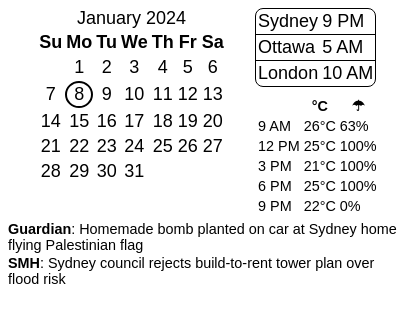 January 2024
Su Mo Tu We Th Fr Sa
1 2 3 4 5 6
7 8 9 10 11 12 13
14 15 16 17 18 19 20
21 22 23 24 25 26 27
28 29 30 31
Sydney 9 PM
Ottawa 5 AM
London 10 AM
°C ☂
9 AM 26°C 63%
12 PM 25°C 100%
3 PM 21°C 100%
6 PM 25°C 100%
9 PM 22°C 0%
Guardian: Homemade bomb planted on car at Sydney home
flying Palestinian flag
SMH: Sydney council rejects build-to-rent tower plan over
flood risk